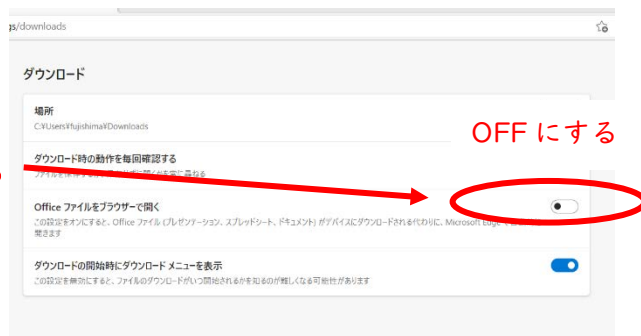 gs/downloads
ダウンロード
場所
C:¥Users¥fujishima¥Downloads
OFF にする
ダウンロード時の動作を毎回確認する
Office ファイルをブラウザーで開く
この設定をオンにすると、Office ファイル (プレゼンテーション、スプレッドシート、ドキュメント) がデバイスにダウンロードされる代わりに、Microsoft Edge
開きます
ダウンロードの開始時にダウンロード メニューを表示
この設定を無効にすると、ファイルのダウンロードがいつ開始されるかを知るのが難しくなる可能性があります